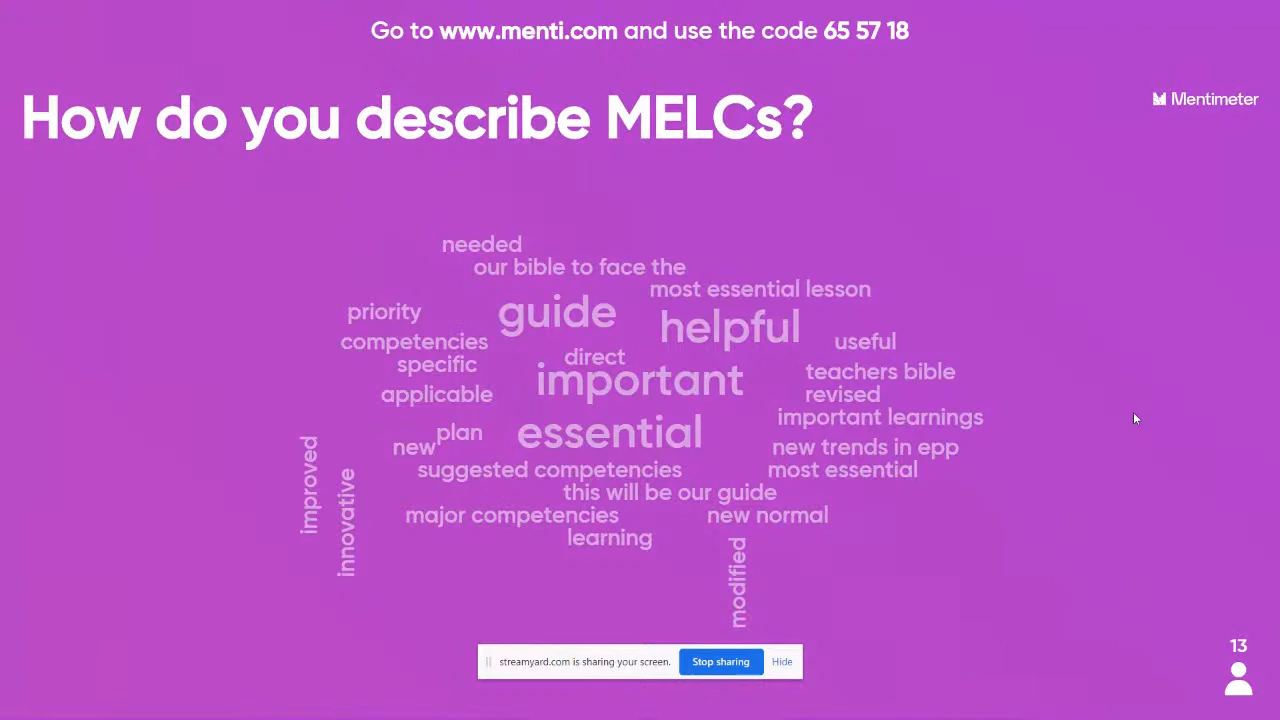 Go to www.menti.com and use the code 65 57 18
How do you describe MELCs?
Mentimeter
needed
our bible to face the
most essential lesson
priority
guide
helpful
competencies
direct
useful
specific
important
teachers bible
applicable
revised
important learnings
plan
essential
new
new trends in epp
suggested competencies
most essential
improved
innovative
this will be our guide
major competencies
new normal
learning
modified
streamyard.com is sharing your screen.
Stop sharing
Hide
13